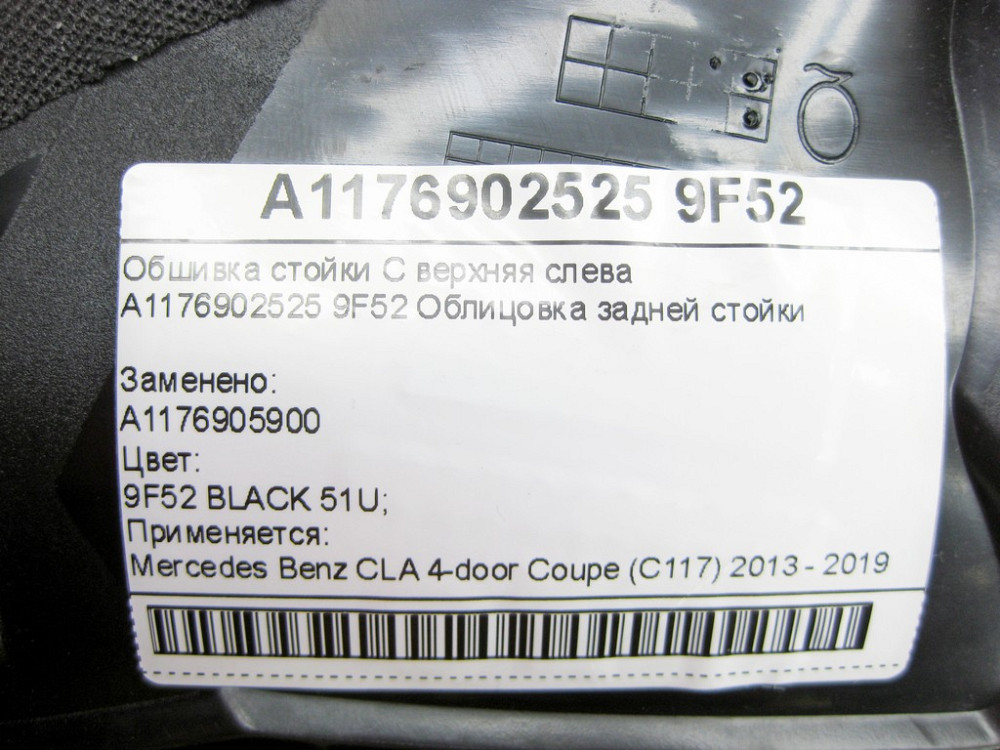 A1176902525 9F52
Обшивка стойки С верхняя слева
A1176902525 9F52 Облицовка задней стойки
Заменено:
A1176905900
Цвет:
9F52 BLACK 51U;
Применяется:
Mercedes Benz CLA 4-door Coupe (C117) 2013 - 2019